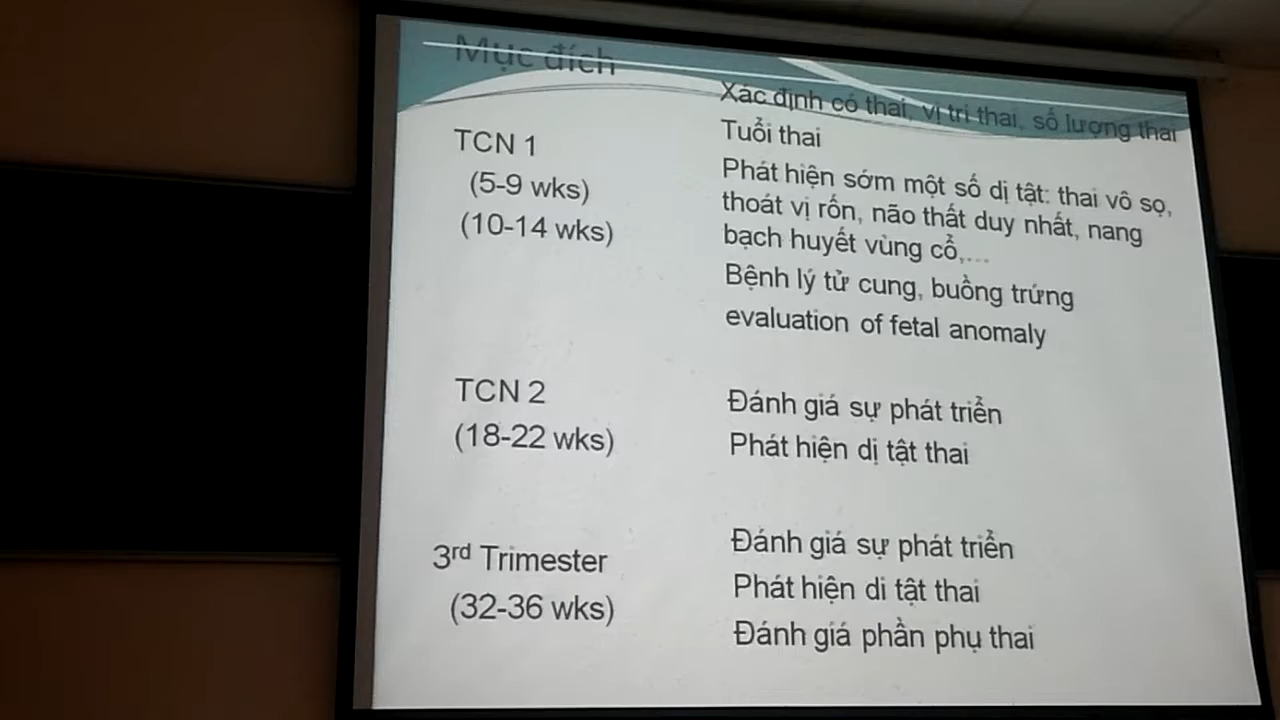 Mục đích
Xác định có thai, vị trí thai, số lượng thai
TCN 1
Tuổi thai
(5-9 wks)
Phát hiện sớm một số dị tật: thai vô sọ,
(10-14 wks)
thoát vị rốn, não thất duy nhất, nang
bạch huyết vùng cổ,...
Bệnh lý tử cung, buồng trứng
evaluation of fetal anomaly
TCN 2
Đánh giá sự phát triển
(18-22 wks)
Phát hiện dị tật thai
3rd Trimester
Đánh giá sự phát triển
(32-36 wks)
Phát hiện di tật thai
Đánh giá phần phụ thai